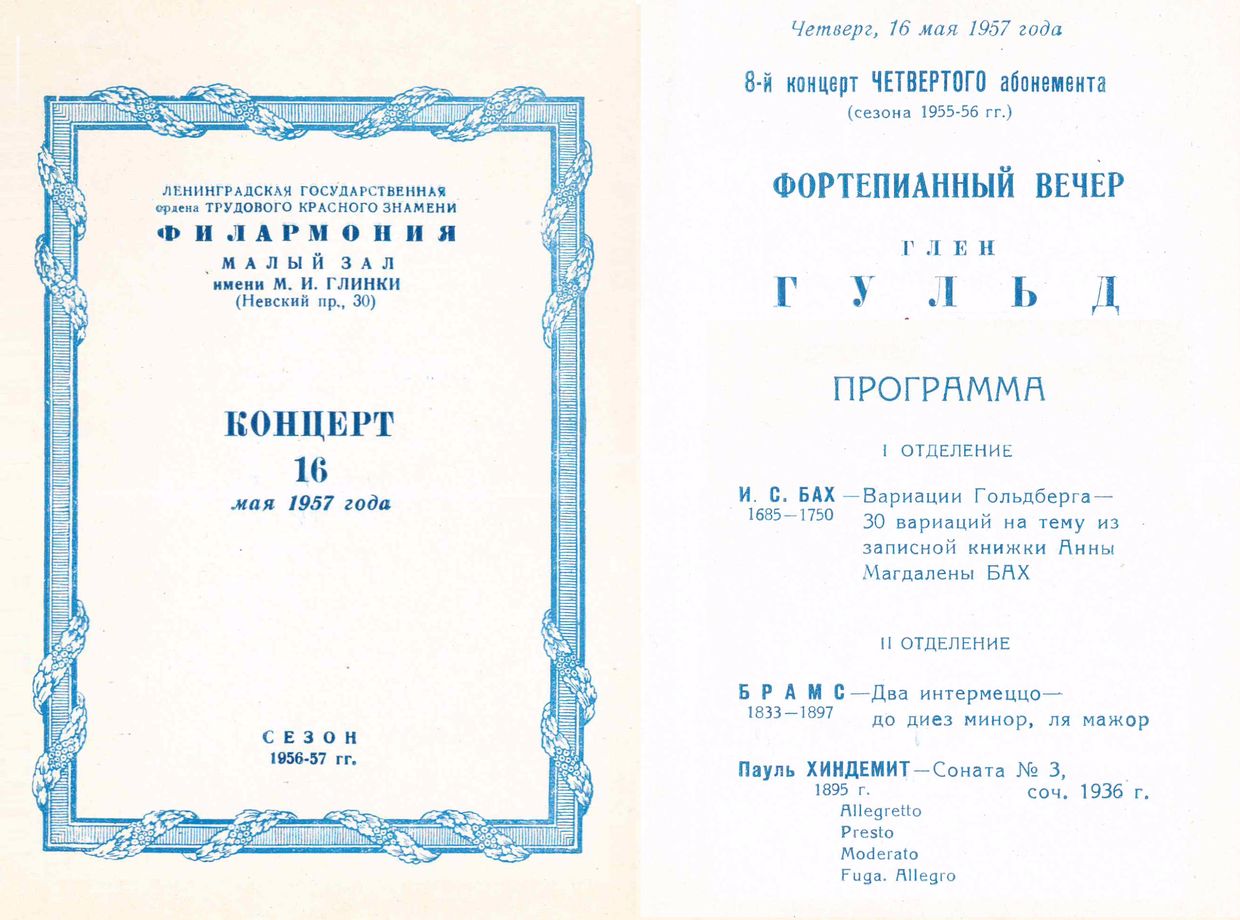 ЛЕНИНГРАДСКАЯ ГОСУДАРСТВЕННАЯ
ордена ТРУДОВОГО КРАСНОГО ЗНАМЕНИ
ФИЛАРМОНИЯ
МАЛЫЙ ЗАЛ
имени М. И. ГЛИНКИ
(Невский пр., 30)
КОНЦЕРТ
16
мая 1957 года
СЕЗОН
1956-57 гг.
Четверг, 16 мая 1957 года
8-й концерт ЧЕТВЕРТОГО абонемента
(сезона 1955-56 гг.)
ФОРТЕПИАННЫЙ ВЕЧЕР
ГЛЕН
ГУЛЬД
ПРОГРАММА
I ОТДЕЛЕНИЕ
И. С. БАХ — Вариации Гольдберга —
1685—1750 30 вариаций на тему из
записной книжки Анны
Магдалены БАХ
II ОТДЕЛЕНИЕ
БРАМС — Два интермеццо —
1833—1897 до диез минор, ля мажор
Пауль ХИНДЕМИТ — Соната № 3,
1895 г. соч. 1936 г.
Allegretto
Presto
Moderato
Fuga. Allegro